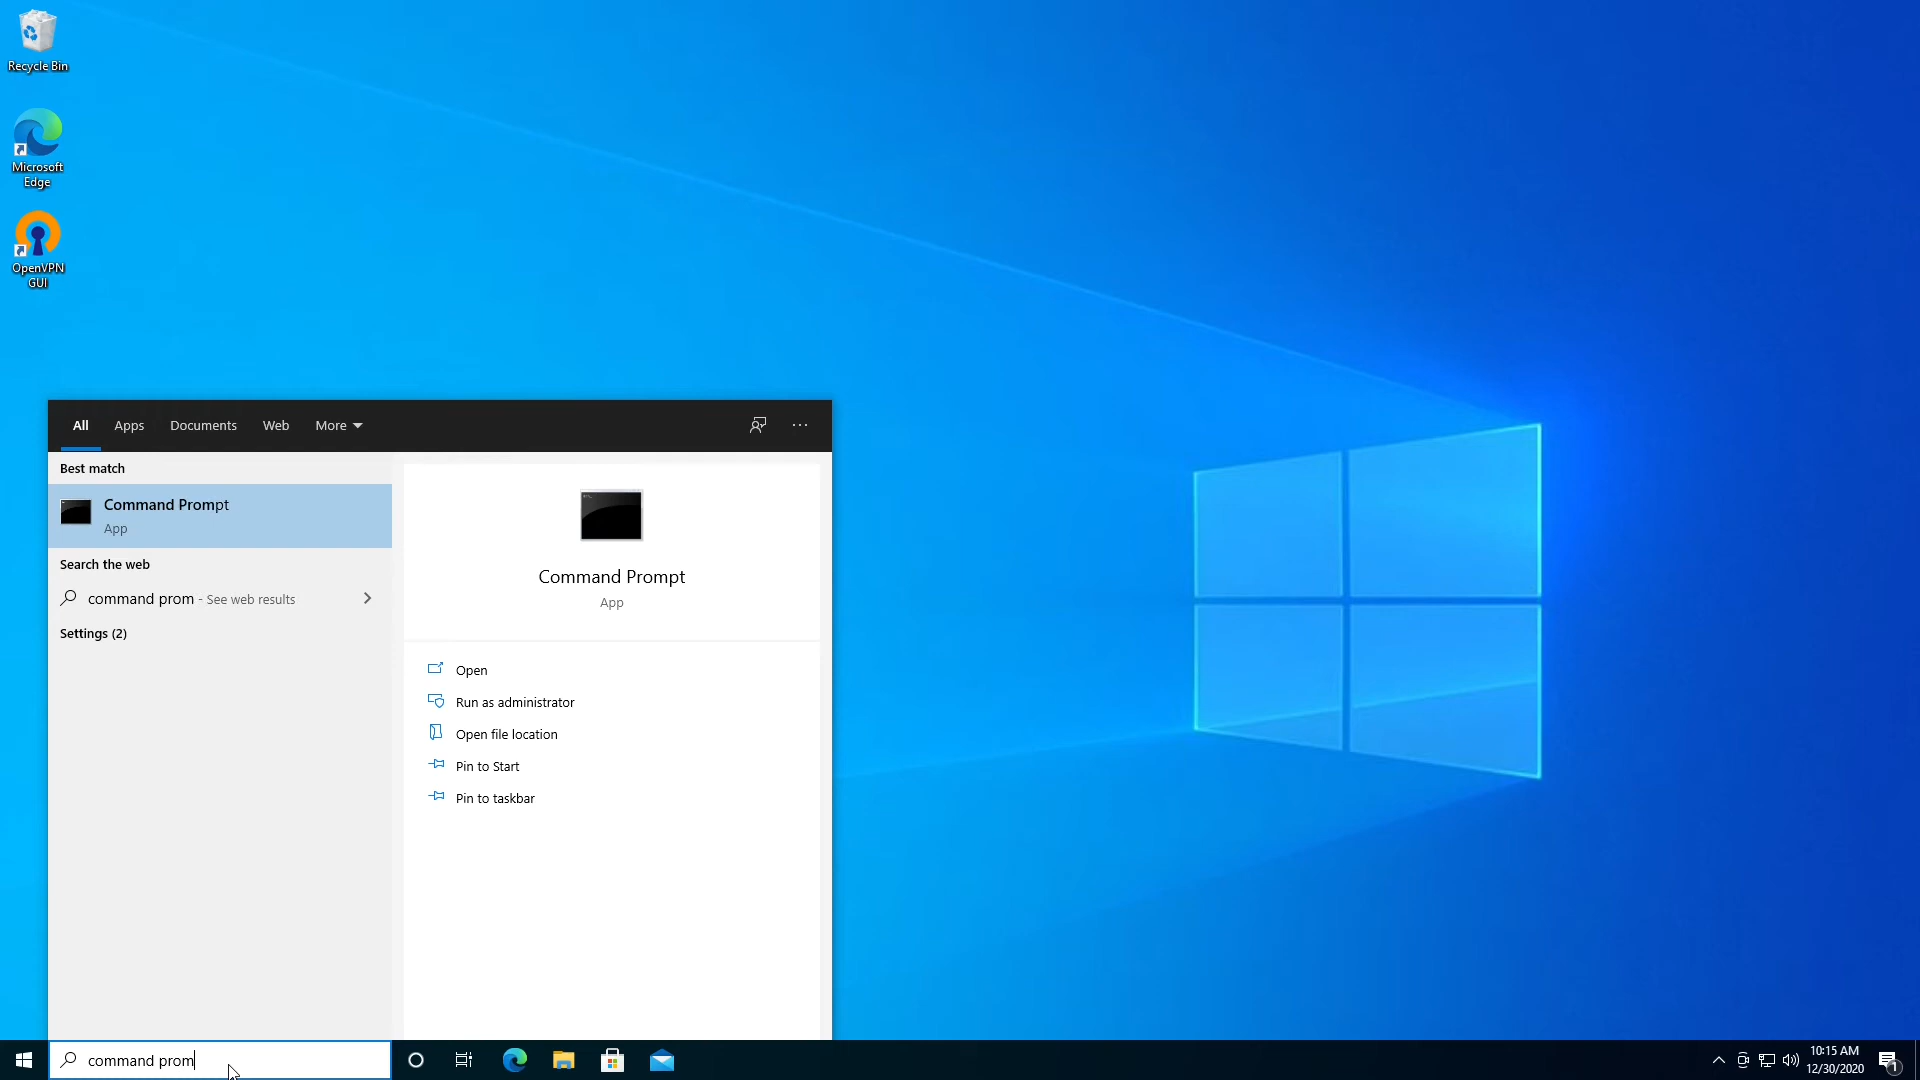 Recycle Bin
Microsoft
Edge
OpenVPN
GUI
All Apps Documents Web More
Best match
Command Prompt
App
Search the web
command prom - See web results
Settings (2)
Command Prompt
App
Open
Run as administrator
Open file location
Pin to Start
Pin to taskbar
command prom
10:15 AM
12/30/2020
1